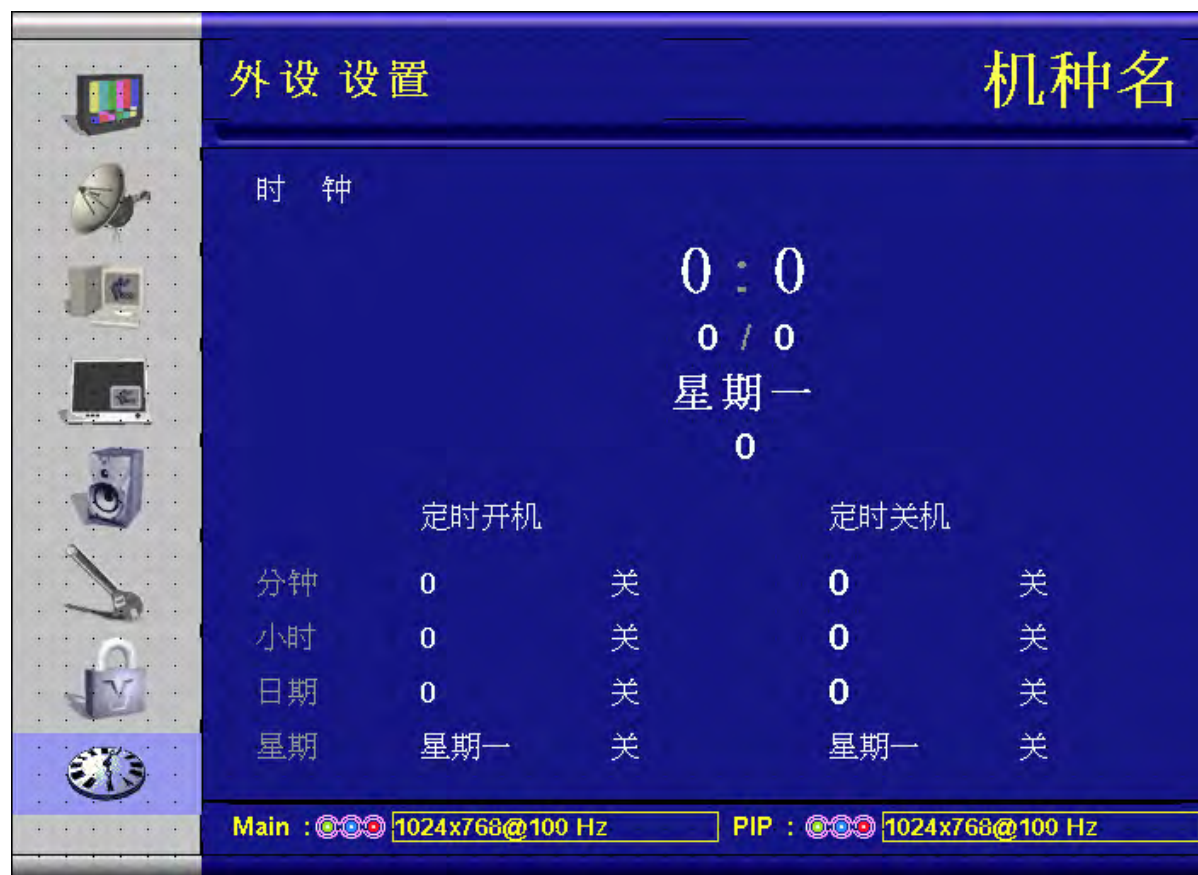 外设 设置 机种名
时 钟
0 : 0
0 / 0
星期一
0
定时开机 定时关机
分钟 0 关 0 关
小时 0 关 0 关
日期 0 关 0 关
星期 星期一 关 星期一 关
Main : 1024x768@100 Hz PIP : 1024x768@100 Hz